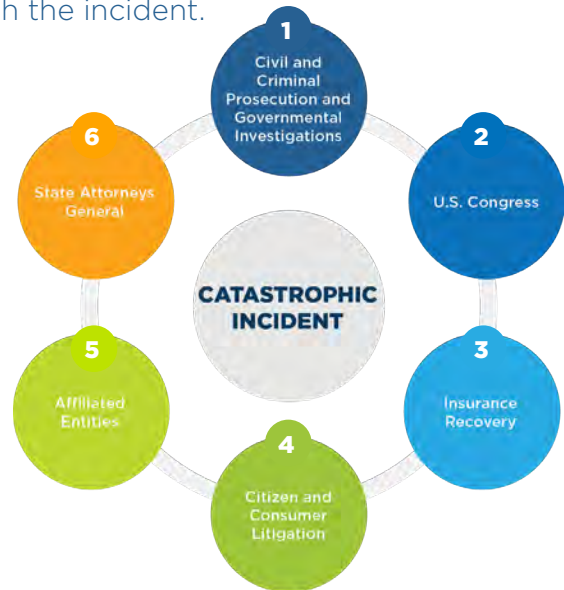 h the incident.
1
Civil and
Criminal
Prosecution and
Governmental
Investigations
2
U.S. Congress
3
Insurance
Recovery
4
Citizen and
Consumer
Litigation
5
Affiliated
Entities
6
State Attorneys
General
CATASTROPHIC
INCIDENT